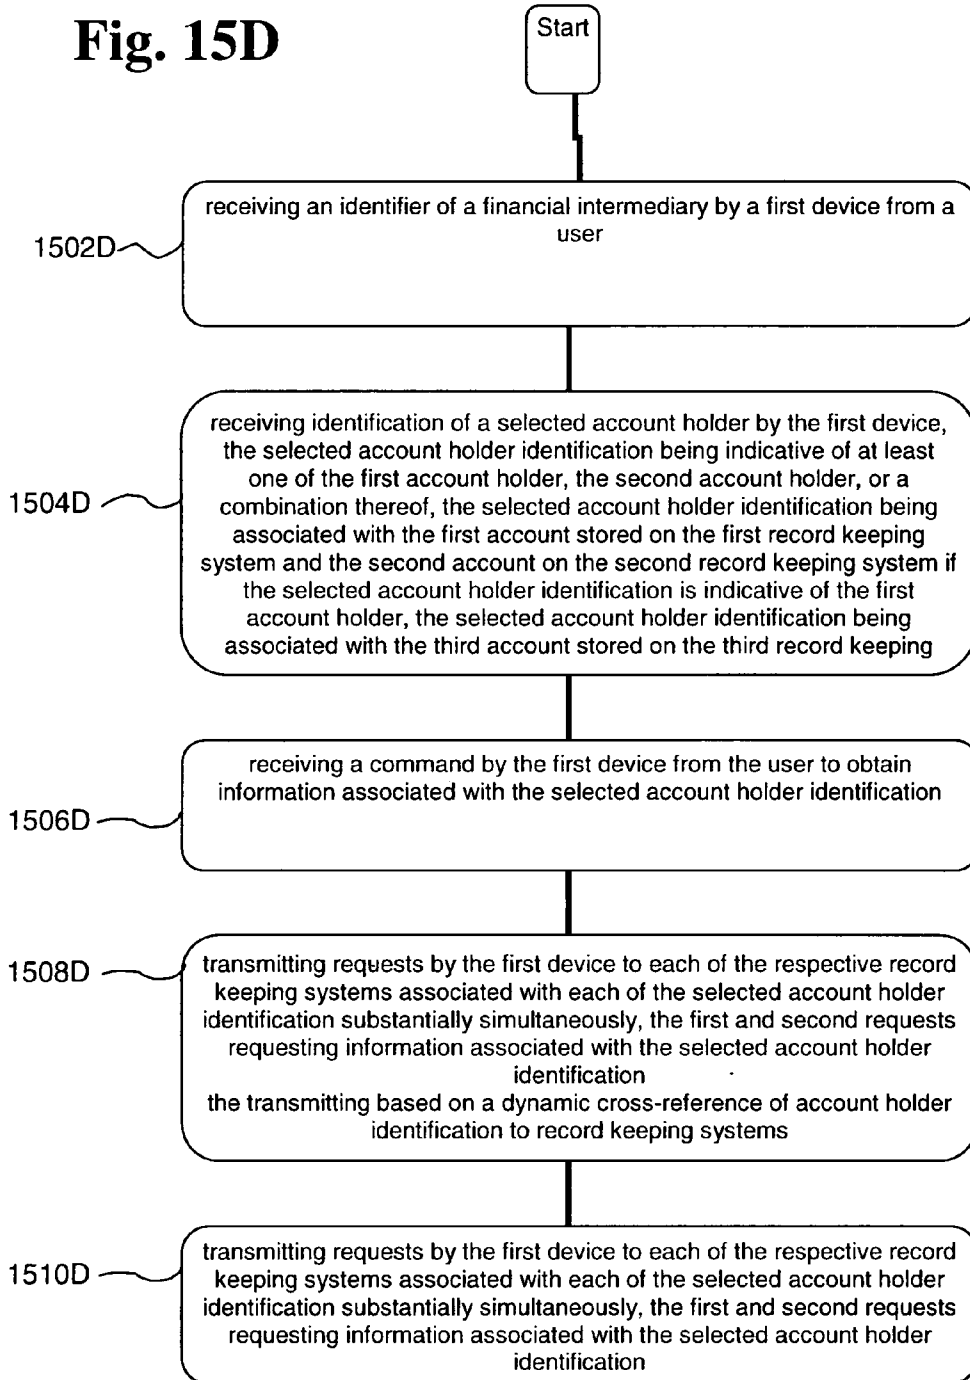 Fig. 15D
Start
receiving an identifier of a financial intermediary by a first device from a
user
1502D
receiving identification of a selected account holder by the first device,
the selected account holder identification being indicative of at least
one of the first account holder, the second account holder, or a
combination thereof, the selected account holder identification being
associated with the first account stored on the first record keeping
system and the second account on the second record keeping system if
the selected account holder identification is indicative of the first
account holder, the selected account holder identification being
associated with the third account stored on the third record keeping
1504D
receiving a command by the first device from the user to obtain
information associated with the selected account holder identification
1506D
transmitting requests by the first device to each of the respective record
keeping systems associated with each of the selected account holder
identification substantially simultaneously, the first and second requests
requesting information associated with the selected account holder
identification
the transmitting based on a dynamic cross-reference of account holder
identification to record keeping systems
1508D
transmitting requests by the first device to each of the respective record
keeping systems associated with each of the selected account holder
identification substantially simultaneously, the first and second requests
requesting information associated with the selected account holder
identification
1510D